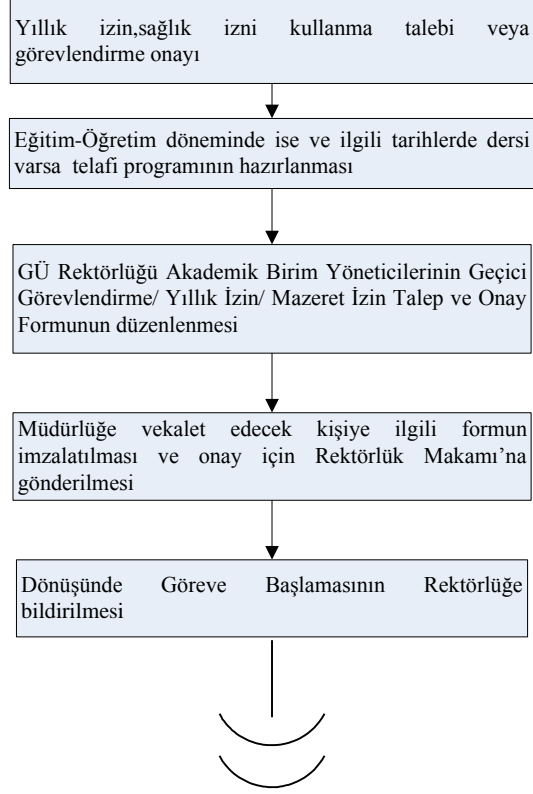 Yıllık izin,sağlık izni kullanma talebi veya
görevlendirme onayı
Eğitim-Öğretim döneminde ise ve ilgili tarihlerde dersi
varsa telafi programının hazırlanması
GÜ Rektörlüğü Akademik Birim Yöneticilerinin Geçici
Görevlendirme/ Yıllık İzin/ Mazeret İzin Talep ve Onay
Formunun düzenlenmesi
Müdürlüğe vekalet edecek kişiye ilgili formun
imzalatılması ve onay için Rektörlük Makamı’na
gönderilmesi
Dönüşünde Göreve Başlamasının Rektörlüğe
bildirilmesi